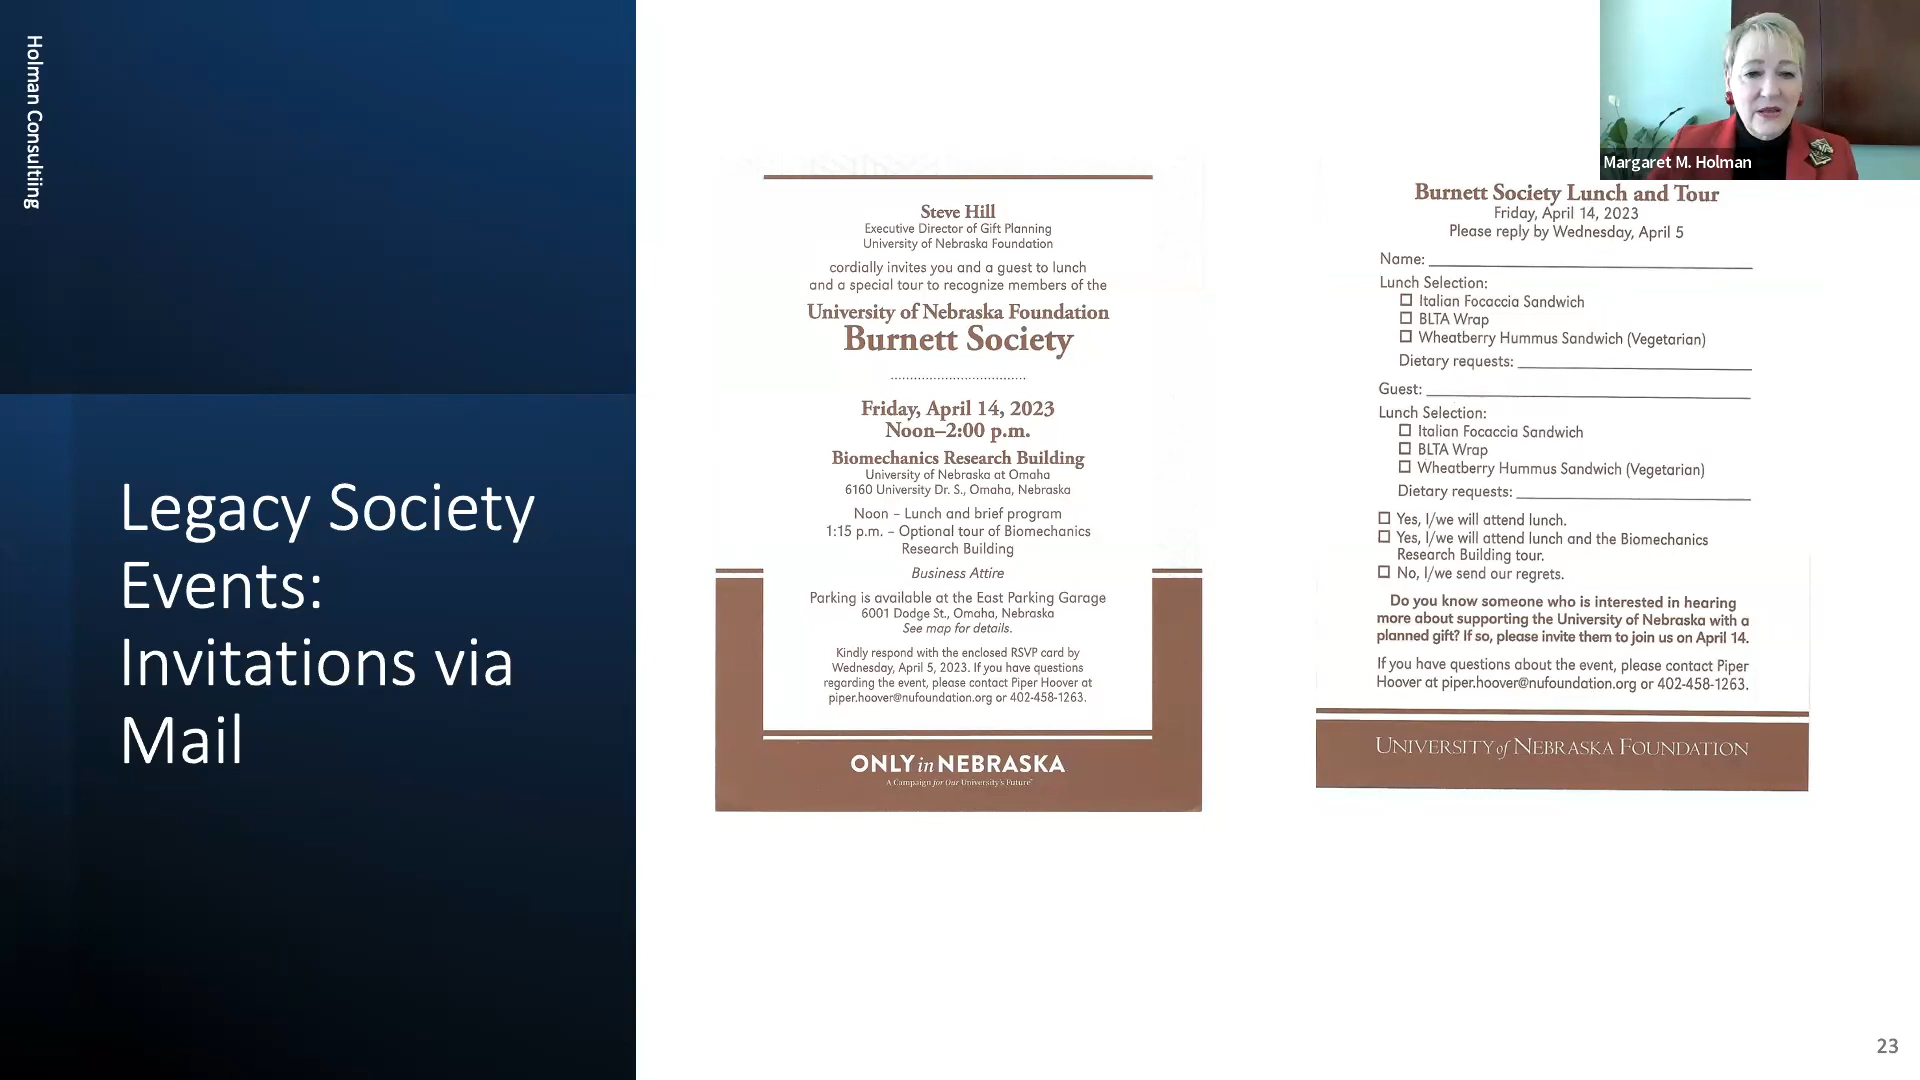 Holman Consultiing
Legacy Society
Events:
Invitations via
Mail
Steve Hill
Executive Director of Gift Planning
University of Nebraska Foundation
cordially invites you and a guest to lunch
and a special tour to recognize members of the
University of Nebraska Foundation
Burnett Society
Friday, April 14, 2023
Noon–2:00 p.m.
Biomechanics Research Building
University of Nebraska at Omaha
6160 University Dr. S., Omaha, Nebraska
Noon – Lunch and brief program
1:15 p.m. – Optional tour of Biomechanics
Research Building
Business Attire
Parking is available at the East Parking Garage
6001 Dodge St., Omaha, Nebraska
See map for details.
Kindly respond with the enclosed RSVP card by
Wednesday, April 5, 2023. If you have questions
regarding the event, please contact Piper Hoover at
piper.hoover@nufoundation.org or 402-458-1263.
ONLY in NEBRASKA
A Campaign for Our University's Future
Margaret M. Holman
Burnett Society Lunch and Tour
Friday, April 14, 2023
Please reply by Wednesday, April 5
Name:
Lunch Selection:
Italian Focaccia Sandwich
BLTA Wrap
Wheatberry Hummus Sandwich (Vegetarian)
Dietary requests:
Guest:
Lunch Selection:
Italian Focaccia Sandwich
BLTA Wrap
Wheatberry Hummus Sandwich (Vegetarian)
Dietary requests:
Yes, I/we will attend lunch.
Yes, I/we will attend lunch and the Biomechanics
Research Building tour.
No, I/we send our regrets.
Do you know someone who is interested in hearing
more about supporting the University of Nebraska with a
planned gift? If so, please invite them to join us on April 14.
If you have questions about the event, please contact Piper
Hoover at piper.hoover@nufoundation.org or 402-458-1263.
UNIVERSITY of NEBRASKA FOUNDATION
23